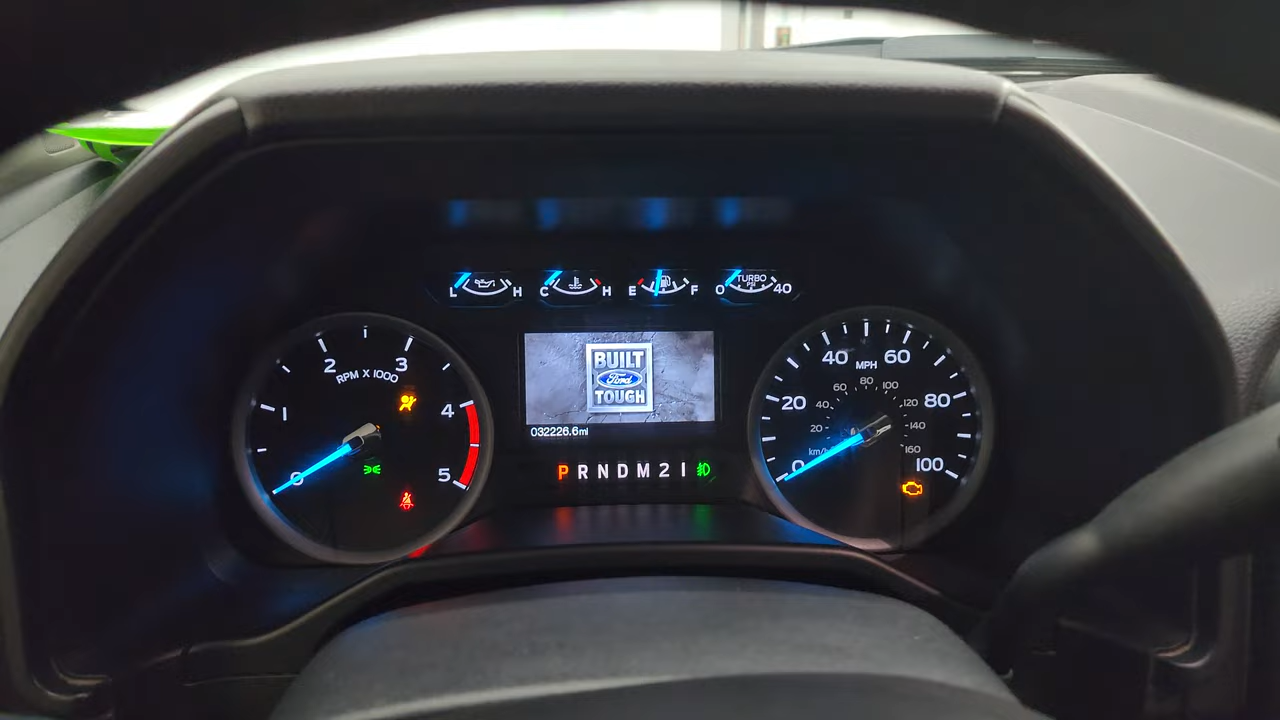 L H C H E F 0 TURBO PSI 40
1 2 3 4 5
RPM X 1000
0
BUILT
Ford
TOUGH
032226.6mi
P R N D M 2 1
0 20 40 60 80 100
MPH
20 40 60 80 100 120 140 160
km/h